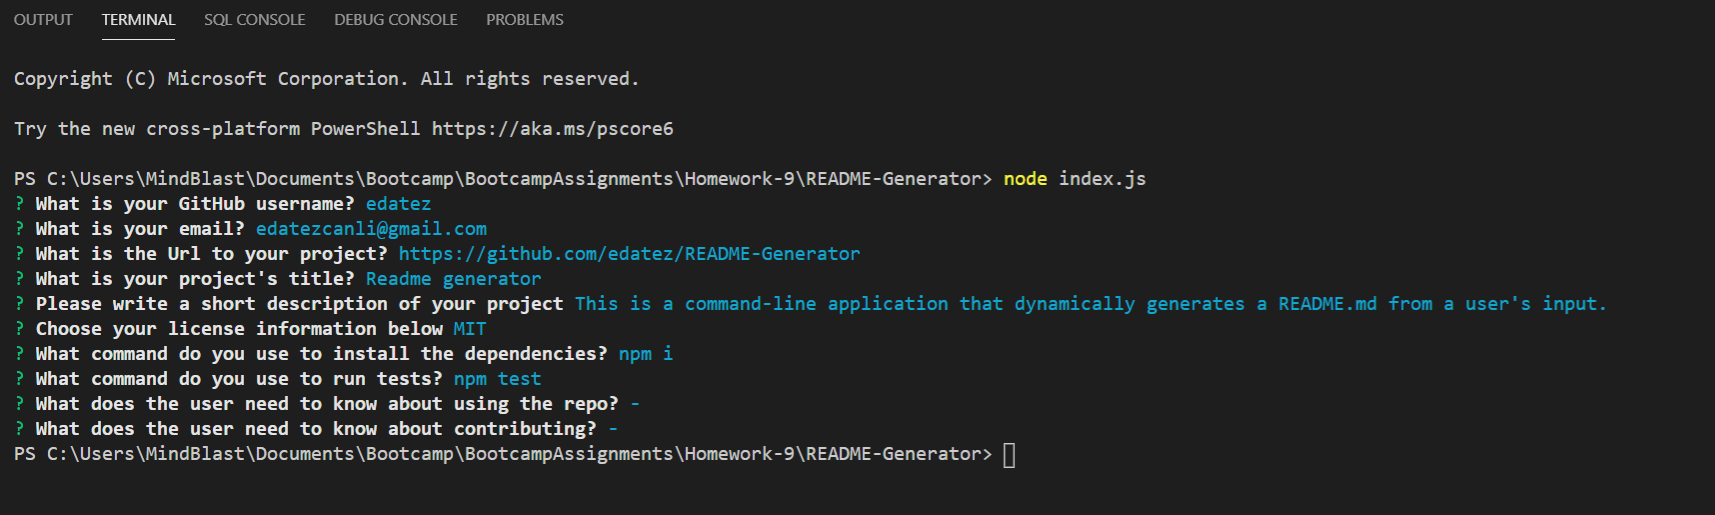 OUTPUT TERMINAL SQL CONSOLE DEBUG CONSOLE PROBLEMS
Copyright (C) Microsoft Corporation. All rights reserved.
Try the new cross-platform PowerShell https://aka.ms/pscore6
PS C:\Users\MindBlast\Documents\Bootcamp\BootcampAssignments\Homework-9\README-Generator> node index.js
? What is your GitHub username? edatez
? What is your email? edatezcanli@gmail.com
? What is the Url to your project? https://github.com/edatez/README-Generator
? What is your project's title? Readme generator
? Please write a short description of your project This is a command-line application that dynamically generates a README.md from a user's input.
? Choose your license information below MIT
? What command do you use to install the dependencies? npm i
? What command do you use to run tests? npm test
? What does the user need to know about using the repo? -
? What does the user need to know about contributing? -
PS C:\Users\MindBlast\Documents\Bootcamp\BootcampAssignments\Homework-9\README-Generator>